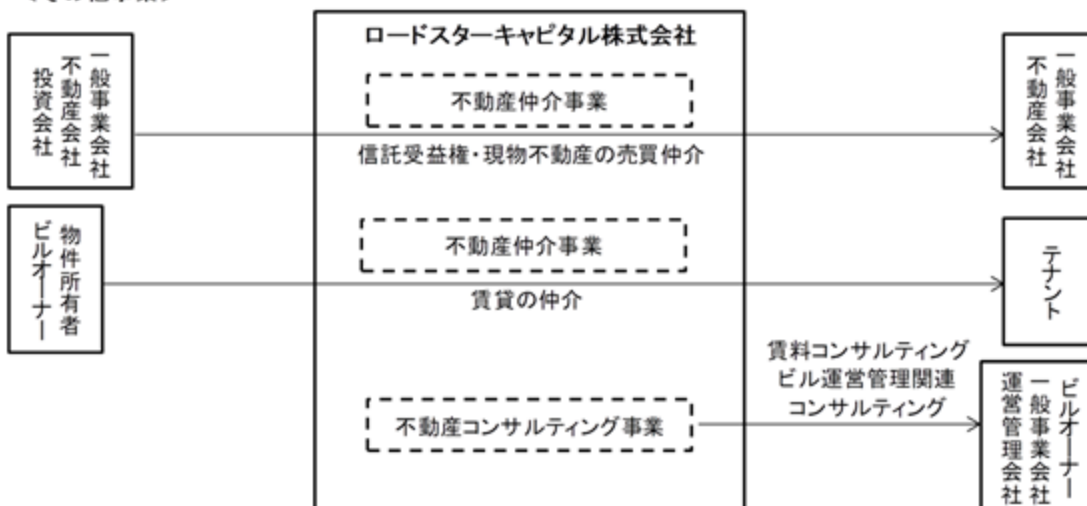 ロードスターキャピタル株式会社
一般事業会社
不動産会社
投資会社
不動産仲介事業
信託受益権・現物不動産の売買仲介
一般事業会社
不動産会社
物件所有者
ビルオーナー
不動産仲介事業
賃貸の仲介
テナント
不動産コンサルティング事業
賃料コンサルティング
ビル運営管理関連
コンサルティング
ビルオーナー
一般事業会社
運営管理会社